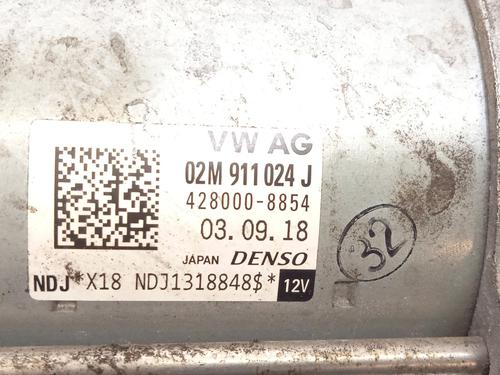 VW AG
02M 911 024 J
428000-8854
03.09.18
JAPAN DENSO
NDJ*X18 NDJ1318848$* 12V
32